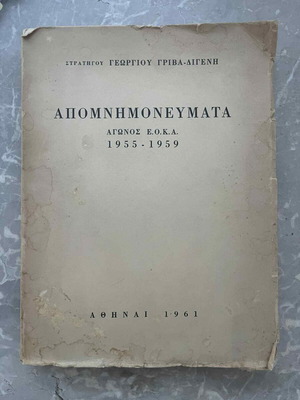 ΣΤΡΑΤΗΓΟΥ ΓΕΩΡΓΙΟΥ ΓΡΙΒΑ-ΔΙΓΕΝΗ
ΑΠΟΜΝΗΜΟΝΕΥΜΑΤΑ
ΑΓΩΝΟΣ Ε.Ο.Κ.Α.
1955-1959
ΑΘΗΝΑΙ 1961